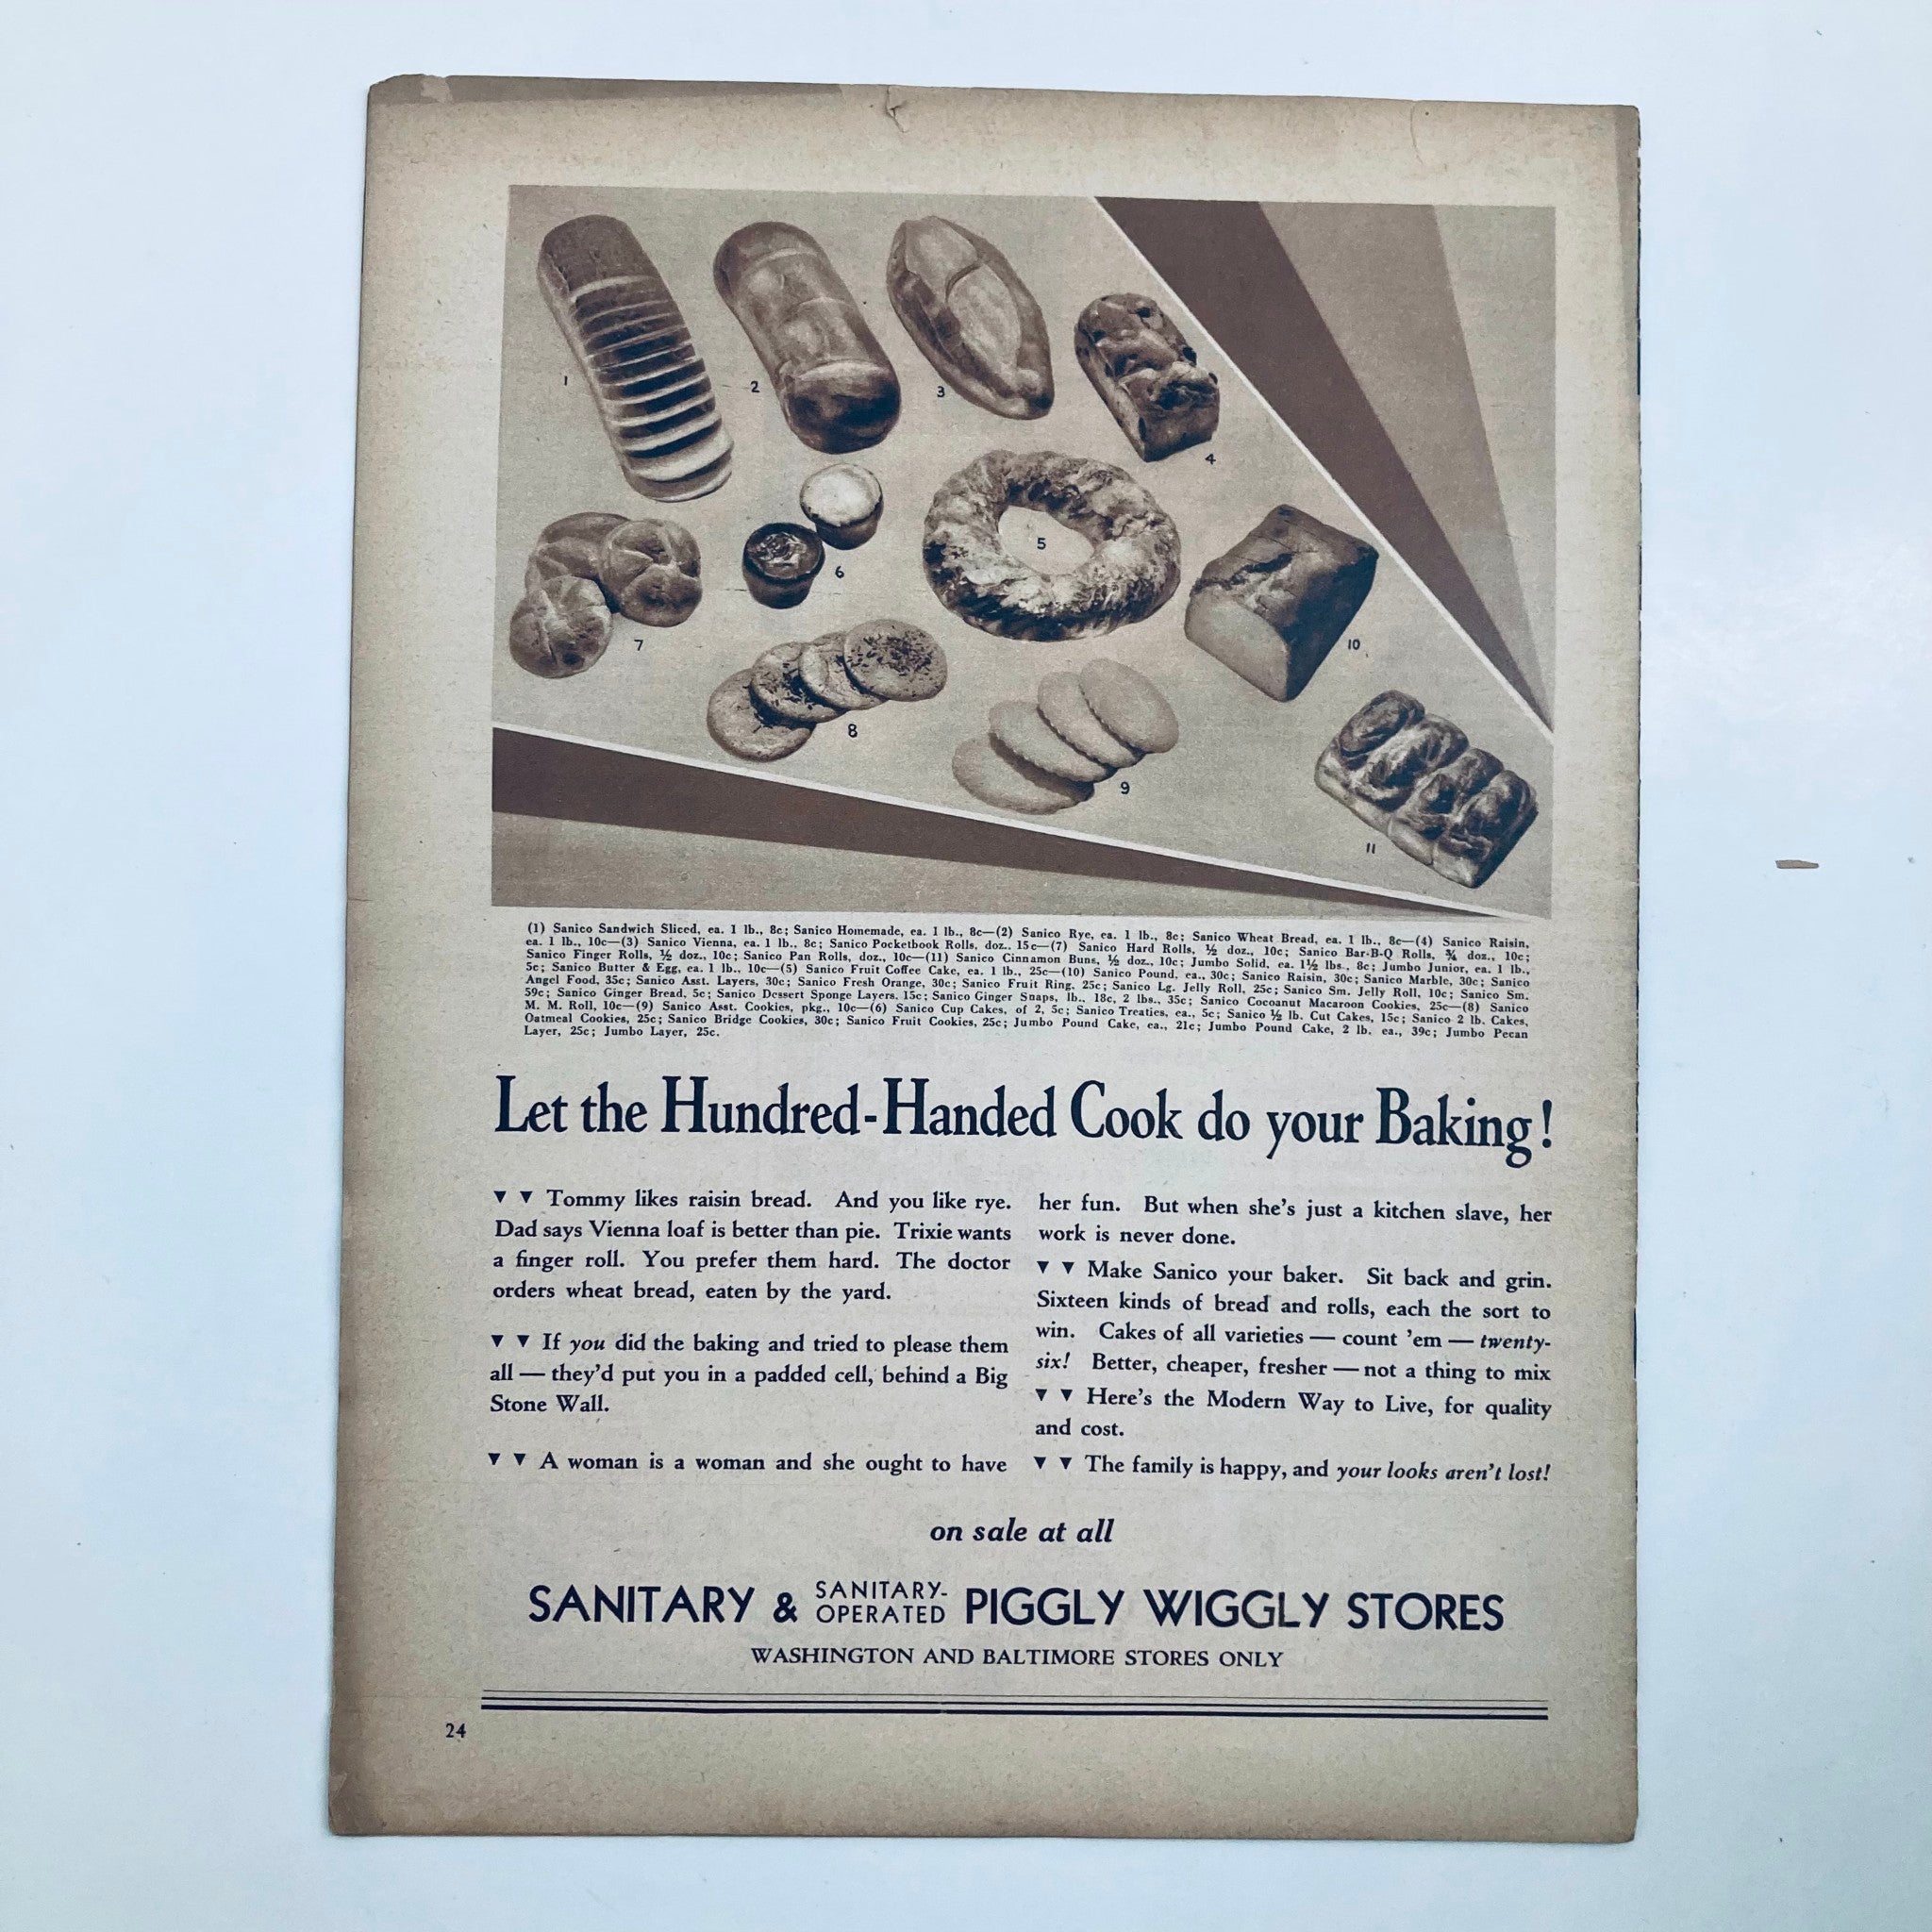 1
2
3
4
5
6
7
8
9
10
11
(1) Sanico Sandwich Sliced, ea. 1 lb., 8c; Sanico Homemade, ea. 1 lb., 8c—(2) Sanico Rye, ea. 1 lb., 8c; Sanico Wheat Bread, ea. 1 lb., 8c—(4) Sanico Raisin,
ea. 1 lb., 10c—(3) Sanico Vienna, ea. 1 lb., 8c; Sanico Pocketbook Rolls, doz., 15c—(7) Sanico Hard Rolls, ½ doz., 10c; Sanico Bar-B-Q Rolls, ¾ doz., 10c;
Sanico Finger Rolls, ½ doz., 10c; Sanico Pan Rolls, doz., 10c—(11) Sanico Cinnamon Buns, ½ doz., 10c; Jumbo Solid, ea. 1½ lbs., 8c; Jumbo Junior, ea. 1 lb.,
5c; Sanico Butter & Egg, ea. 1 lb., 10c—(5) Sanico Fruit Coffee Cake, ea. 1 lb., 25c—(10) Sanico Pound, ea., 30c; Sanico Raisin, 30c; Sanico Marble, 30c; Sanico
Angel Food, 35c; Sanico Asst. Layers, 30c; Sanico Fresh Orange, 30c; Sanico Fruit Ring, 25c; Sanico Lg. Jelly Roll, 25c; Sanico Sm. Jelly Roll, 10c; Sanico Sm.
M. M. Roll, 10c—(9) Sanico Asst. Cookies, pkg., 10c—(6) Sanico Cup Cakes, of 2, 5c; Sanico Treaties, ea., 5c; Sanico ½ lb. Cut Cakes, 15c; Sanico 2 lb. Cakes,
59c; Sanico Ginger Bread, 5c; Sanico Dessert Sponge Layers, 15c; Sanico Ginger Snaps, lb., 18c, 2 lbs., 35c; Sanico Cocoanut Macaroon Cookies, 25c—(8) Sanico
Oatmeal Cookies, 25c; Sanico Bridge Cookies, 30c; Sanico Fruit Cookies, 25c; Jumbo Pound Cake, ea., 21c; Jumbo Pound Cake, 2 lb. ea., 39c; Jumbo Pecan
Layer, 25c; Jumbo Layer, 25c.
Let the Hundred-Handed Cook do your Baking!
▼ ▼ Tommy likes raisin bread. And you like rye.
Dad says Vienna loaf is better than pie. Trixie wants
a finger roll. You prefer them hard. The doctor
orders wheat bread, eaten by the yard.
▼ ▼ If you did the baking and tried to please them
all — they'd put you in a padded cell, behind a Big
Stone Wall.
▼ ▼ A woman is a woman and she ought to have
her fun. But when she's just a kitchen slave, her
work is never done.
▼ ▼ Make Sanico your baker. Sit back and grin.
Sixteen kinds of bread and rolls, each the sort to
win. Cakes of all varieties — count 'em — twenty-
six! Better, cheaper, fresher — not a thing to mix
▼ ▼ Here's the Modern Way to Live, for quality
and cost.
▼ ▼ The family is happy, and your looks aren't lost!
on sale at all
SANITARY & SANITARY-OPERATED PIGGLY WIGGLY STORES
WASHINGTON AND BALTIMORE STORES ONLY
24